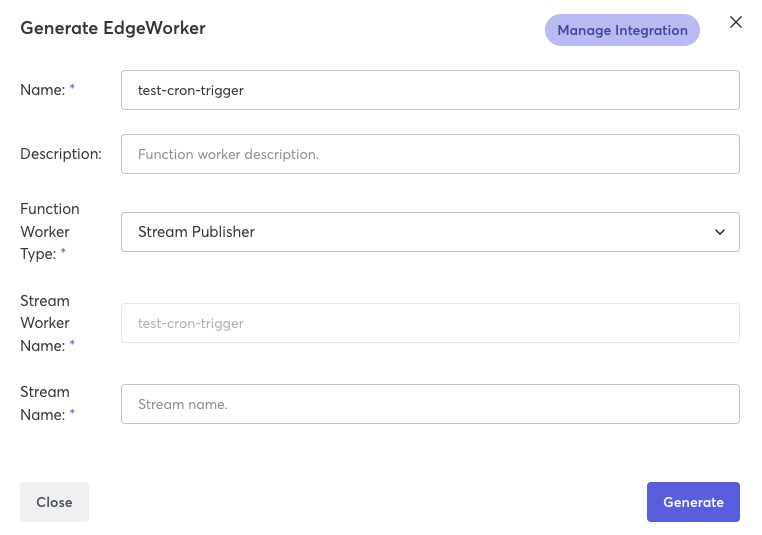 Generate EdgeWorker
Manage Integration
Name: *
test-cron-trigger
Description:
Function worker description.
Function
Worker
Type: *
Stream Publisher
Stream
Worker
Name: *
test-cron-trigger
Stream
Name: *
Stream name.
Close
Generate